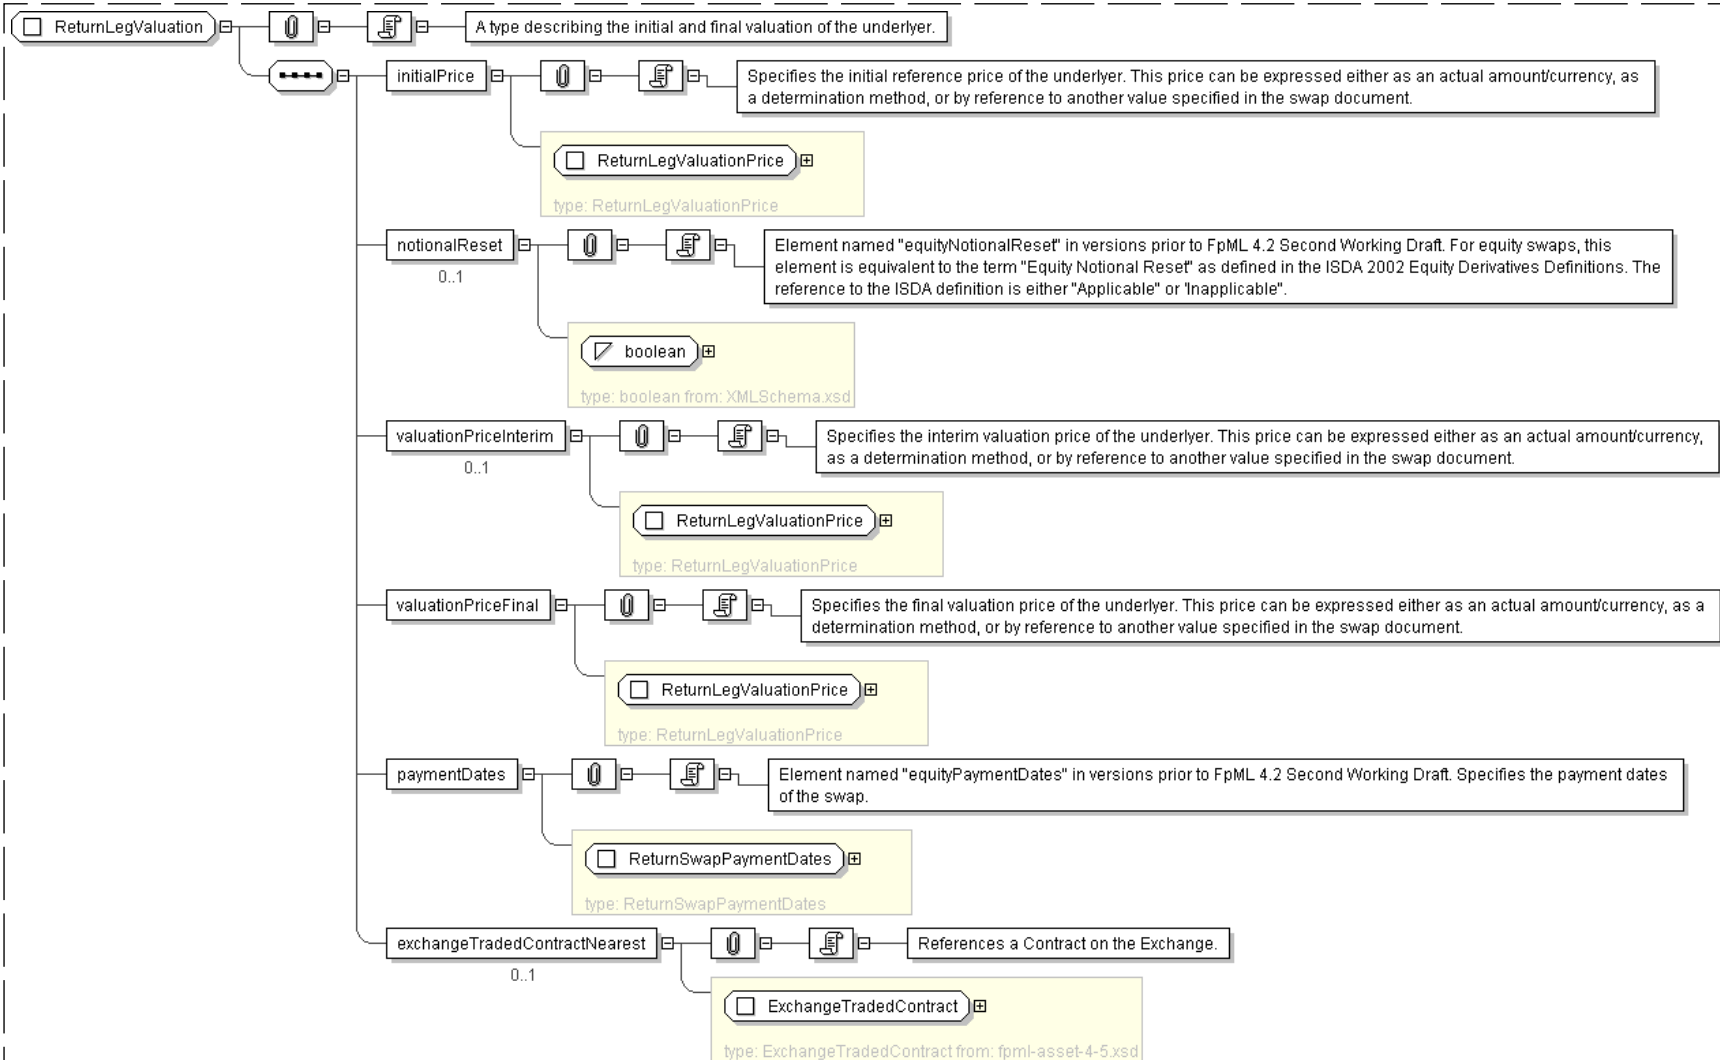 ReturnLegValuation
A type describing the initial and final valuation of the underlyer.
initialPrice
Specifies the initial reference price of the underlyer. This price can be expressed either as an actual amount/currency, as
a determination method, or by reference to another value specified in the swap document.
ReturnLegValuationPrice
type: ReturnLegValuationPrice
notionalReset
0..1
Element named "equityNotionalReset" in versions prior to FpML 4.2 Second Working Draft. For equity swaps, this
element is equivalent to the term "Equity Notional Reset" as defined in the ISDA 2002 Equity Derivatives Definitions. The
reference to the ISDA definition is either "Applicable" or 'Inapplicable".
boolean
type: boolean from: XMLSchema.xsd
valuationPriceInterim
0..1
Specifies the interim valuation price of the underlyer. This price can be expressed either as an actual amount/currency,
as a determination method, or by reference to another value specified in the swap document.
ReturnLegValuationPrice
type: ReturnLegValuationPrice
valuationPriceFinal
Specifies the final valuation price of the underlyer. This price can be expressed either as an actual amount/currency, as a
determination method, or by reference to another value specified in the swap document.
ReturnLegValuationPrice
type: ReturnLegValuationPrice
paymentDates
Element named "equityPaymentDates" in versions prior to FpML 4.2 Second Working Draft. Specifies the payment dates
of the swap.
ReturnSwapPaymentDates
type: ReturnSwapPaymentDates
exchangeTradedContractNearest
0..1
References a Contract on the Exchange.
ExchangeTradedContract
type: ExchangeTradedContract from: fpml-asset-4-5.xsd